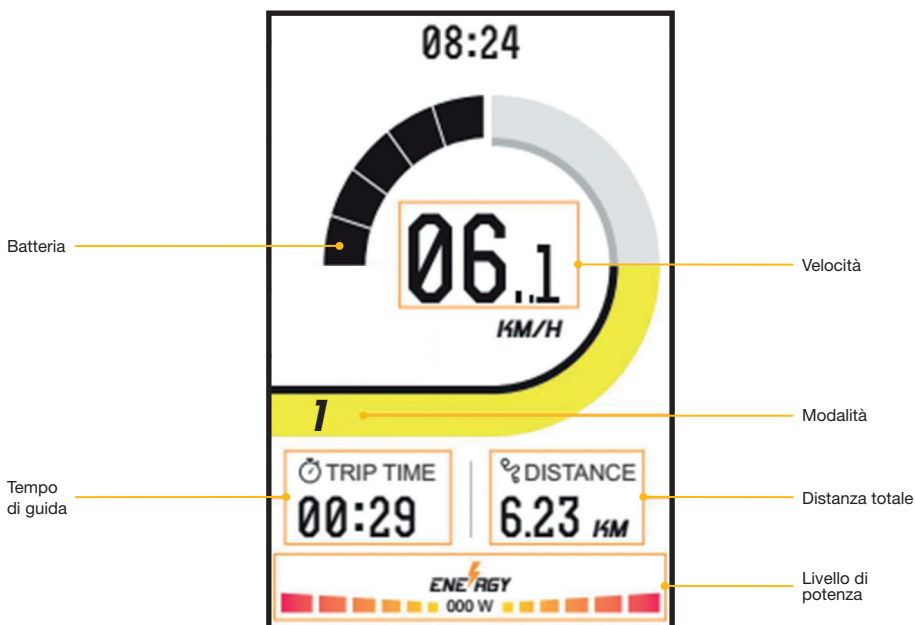 08:24
Batteria
06.1
KM/H
Velocità
1
Modalità
TRIP TIME
00:29
Tempo
di guida
DISTANCE
6.23 KM
Distanza totale
ENERGY
000 W
Livello di
potenza